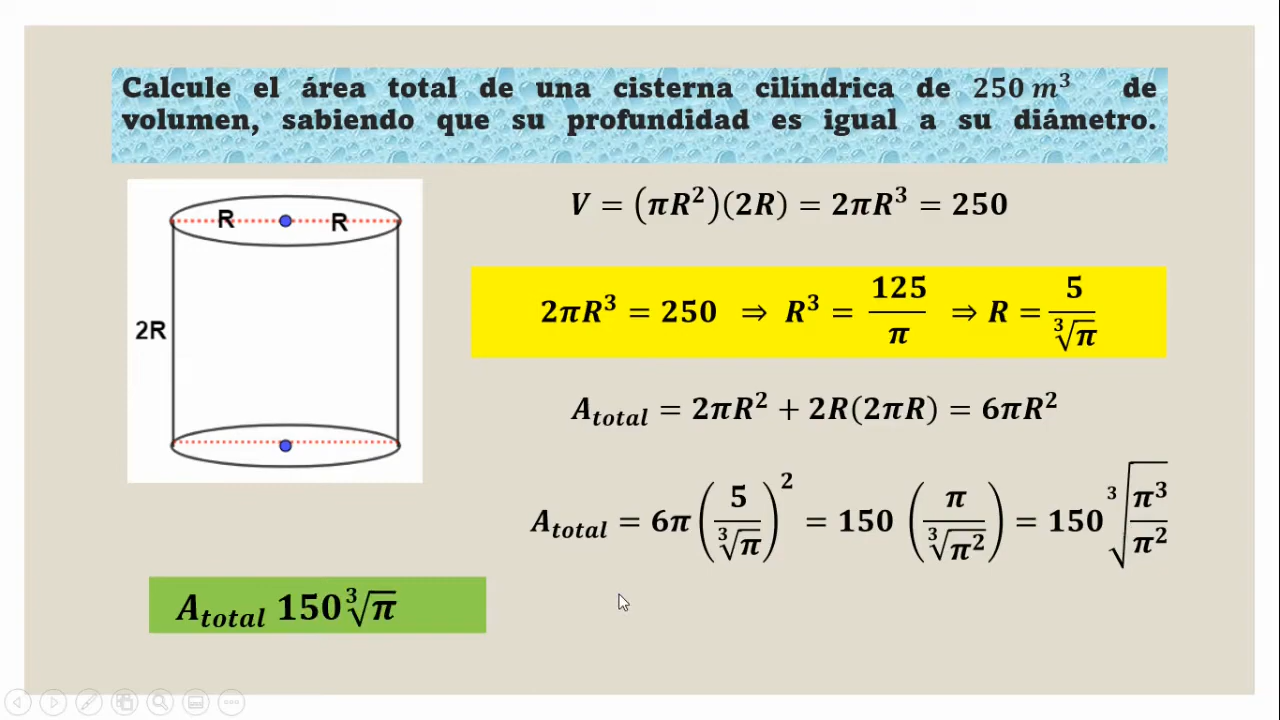 Calcule el área total de una cisterna cilíndrica de 250 m³ de
volumen, sabiendo que su profundidad es igual a su diámetro.
R R
2R
V = (πR²)(2R) = 2πR³ = 250
2πR³ = 250 ⇒ R³ = 125/π ⇒ R = 5/∛π
A_total = 2πR² + 2R(2πR) = 6πR²
A_total = 6π(5/∛π)² = 150 (π/∛π²) = 150 ∛(π³/π²)
A_total 150∛π